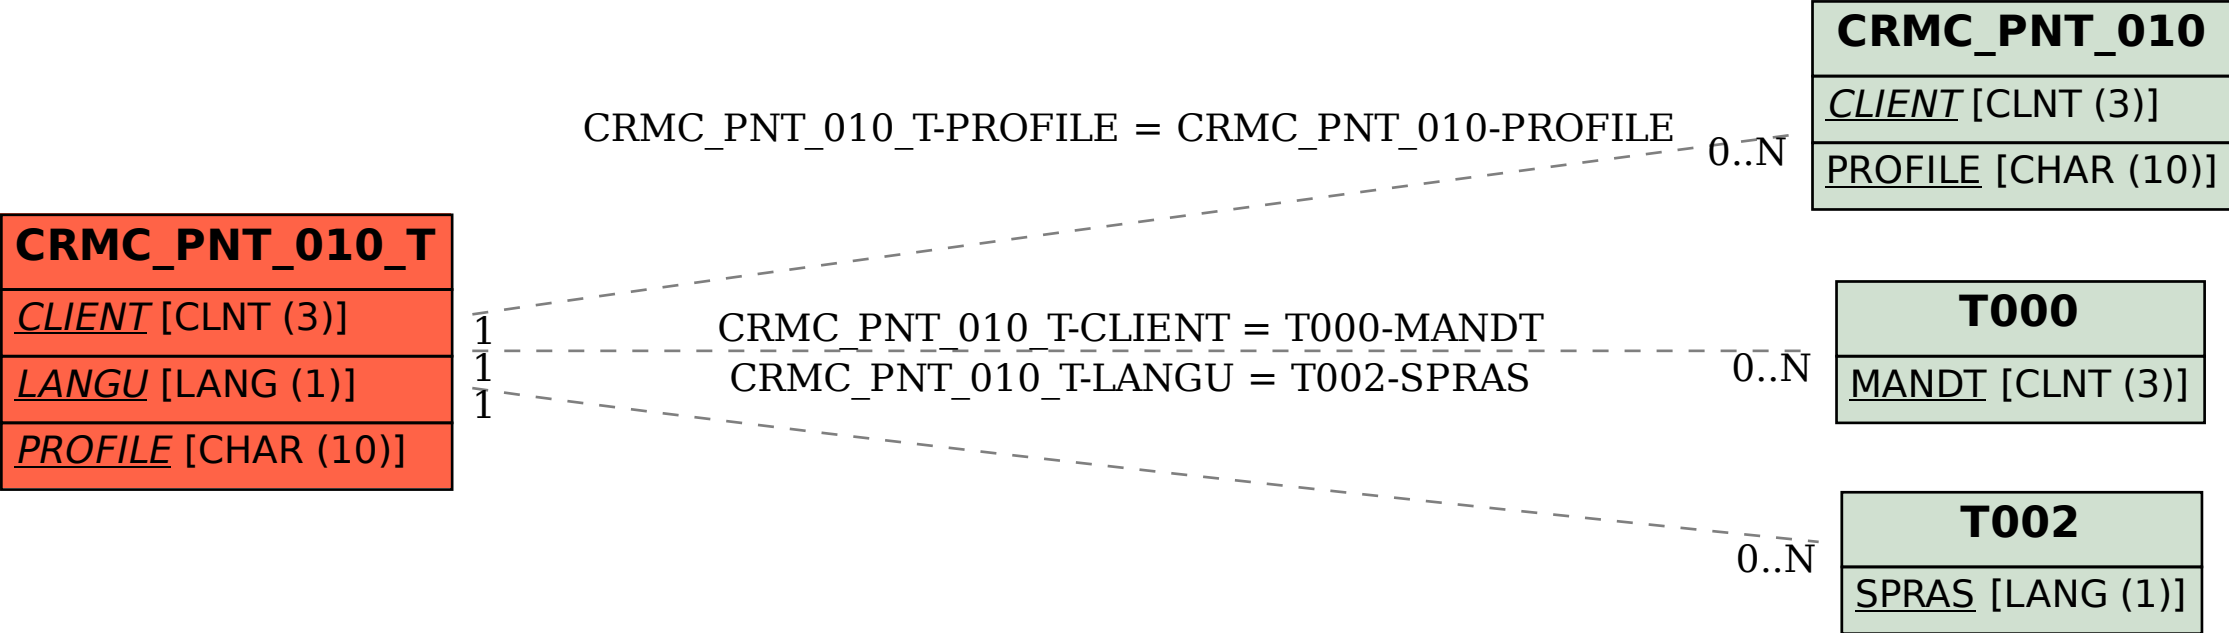 CRMC_PNT_010
CLIENT [CLNT (3)]
PROFILE [CHAR (10)]
CRMC_PNT_010_T-PROFILE = CRMC_PNT_010-PROFILE
0..N
CRMC_PNT_010_T
CLIENT [CLNT (3)]
LANGU [LANG (1)]
PROFILE [CHAR (10)]
1
1
1
CRMC_PNT_010_T-CLIENT = T000-MANDT
0..N
CRMC_PNT_010_T-LANGU = T002-SPRAS
T000
MANDT [CLNT (3)]
0..N
T002
SPRAS [LANG (1)]